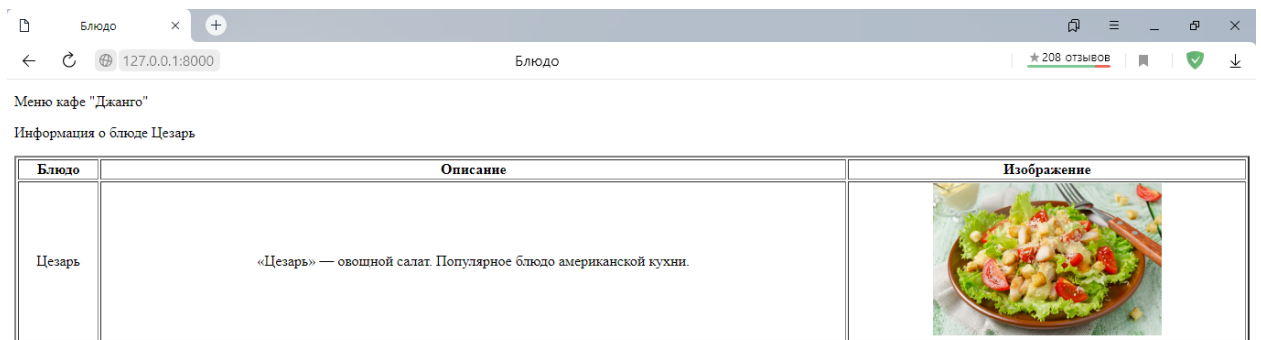 Блюдо
127.0.0.1:8000
Блюдо
208 отзывов
Меню кафе "Джанго"
Информация о блюде Цезарь
Блюдо Описание Изображение
Цезарь «Цезарь» — овощной салат. Популярное блюдо американской кухни.